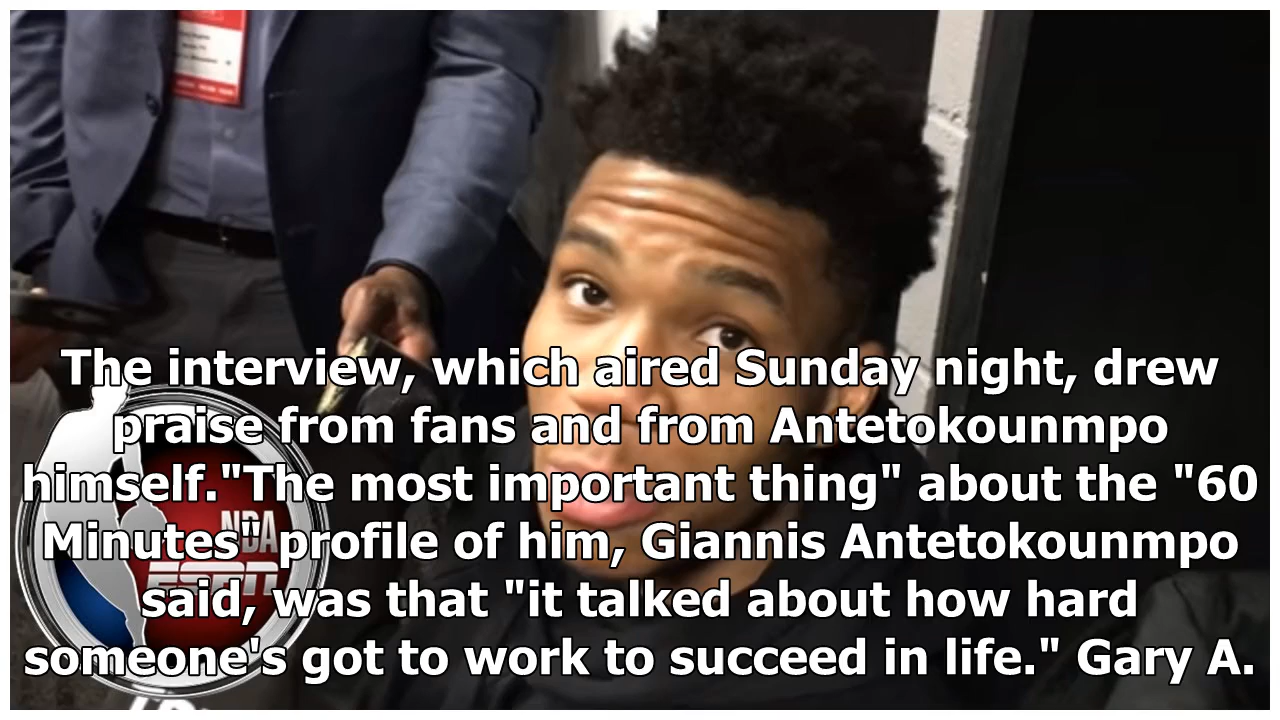 The interview, which aired Sunday night, drew
praise from fans and from Antetokounmpo
himself."The most important thing" about the "60
Minutes" profile of him, Giannis Antetokounmpo
said, was that "it talked about how hard
someone's got to work to succeed in life." Gary A.
NBA
ESPN